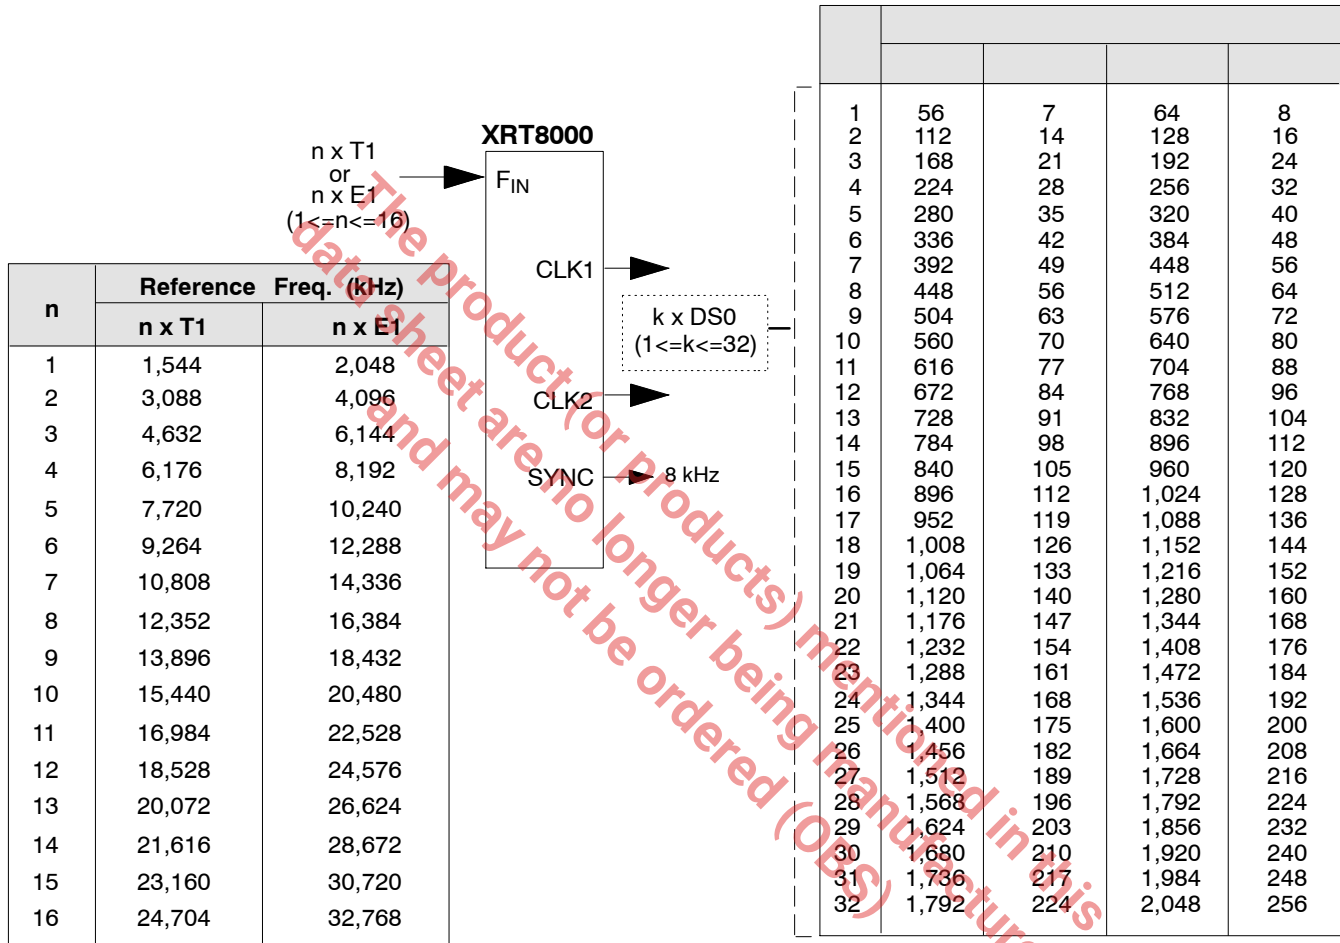 XRT8000
n x T1
or
n x E1
(1<=n<=16)
FIN
CLK1
k x DS0
(1<=k<=32)
CLK2
SYNC
8 kHz
n Reference Freq. (kHz)
n x T1 n x E1
1 1,544 2,048
2 3,088 4,096
3 4,632 6,144
4 6,176 8,192
5 7,720 10,240
6 9,264 12,288
7 10,808 14,336
8 12,352 16,384
9 13,896 18,432
10 15,440 20,480
11 16,984 22,528
12 18,528 24,576
13 20,072 26,624
14 21,616 28,672
15 23,160 30,720
16 24,704 32,768
1 56 7 64 8
2 112 14 128 16
3 168 21 192 24
4 224 28 256 32
5 280 35 320 40
6 336 42 384 48
7 392 49 448 56
8 448 56 512 64
9 504 63 576 72
10 560 70 640 80
11 616 77 704 88
12 672 84 768 96
13 728 91 832 104
14 784 98 896 112
15 840 105 960 120
16 896 112 1,024 128
17 952 119 1,088 136
18 1,008 126 1,152 144
19 1,064 133 1,216 152
20 1,120 140 1,280 160
21 1,176 147 1,344 168
22 1,232 154 1,408 176
23 1,288 161 1,472 184
24 1,344 168 1,536 192
25 1,400 175 1,600 200
26 1,456 182 1,664 208
27 1,512 189 1,728 216
28 1,568 196 1,792 224
29 1,624 203 1,856 232
30 1,680 210 1,920 240
31 1,736 217 1,984 248
32 1,792 224 2,048 256
The product (or products) mentioned in this
data sheet are no longer being manufactur
and may not be ordered (OBS)